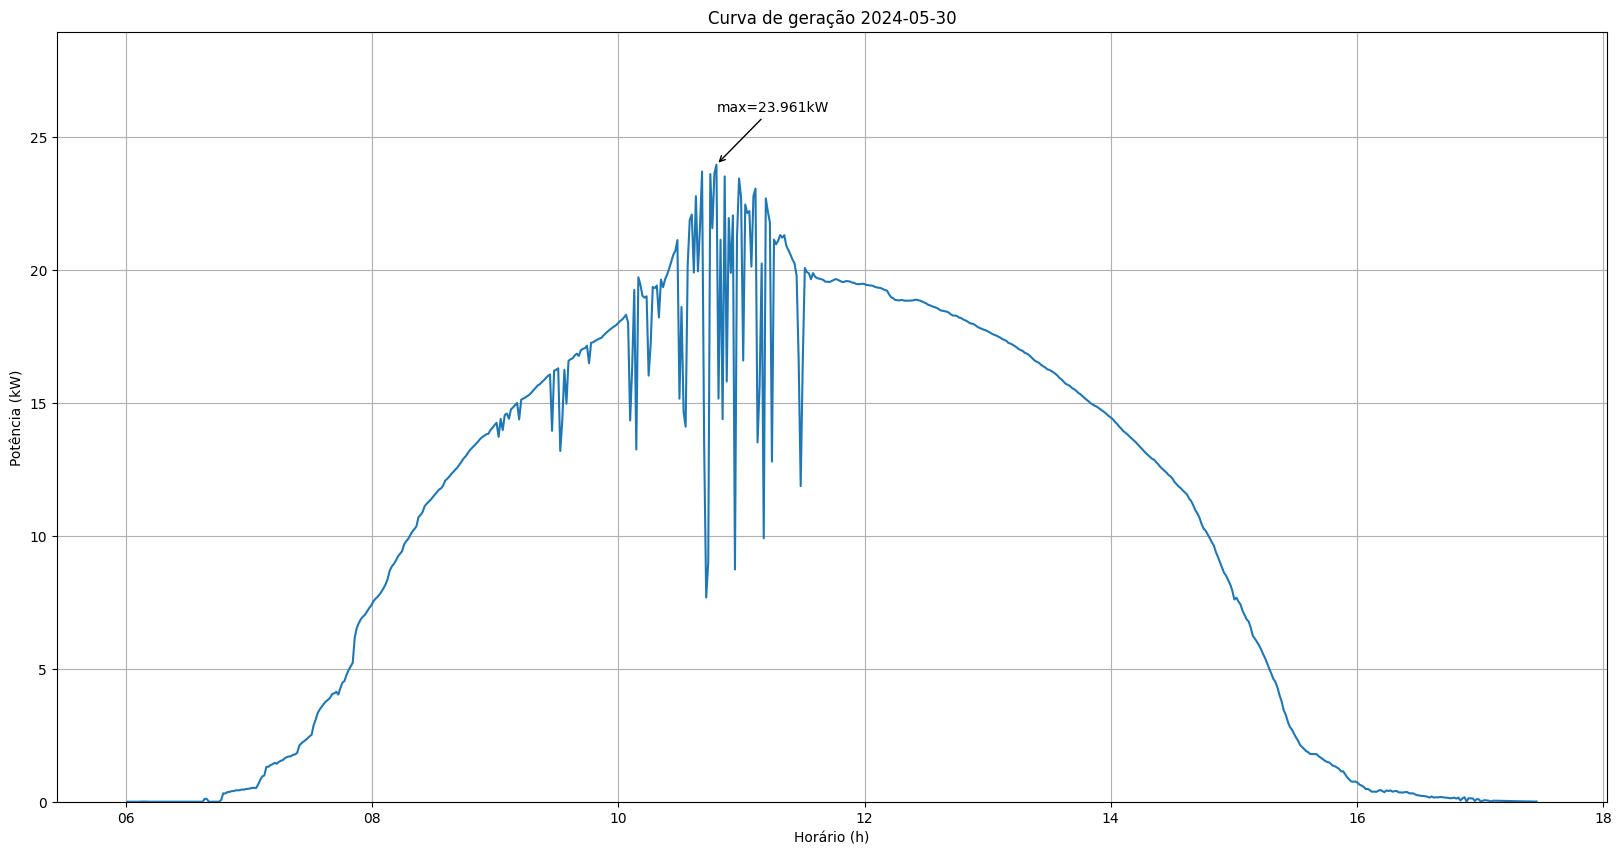 Curva de geração 2024-05-30
max=23.961kW
25
20
15
10
5
0
Potência (kW)
06 08 10 12 14 16 18
Horário (h)